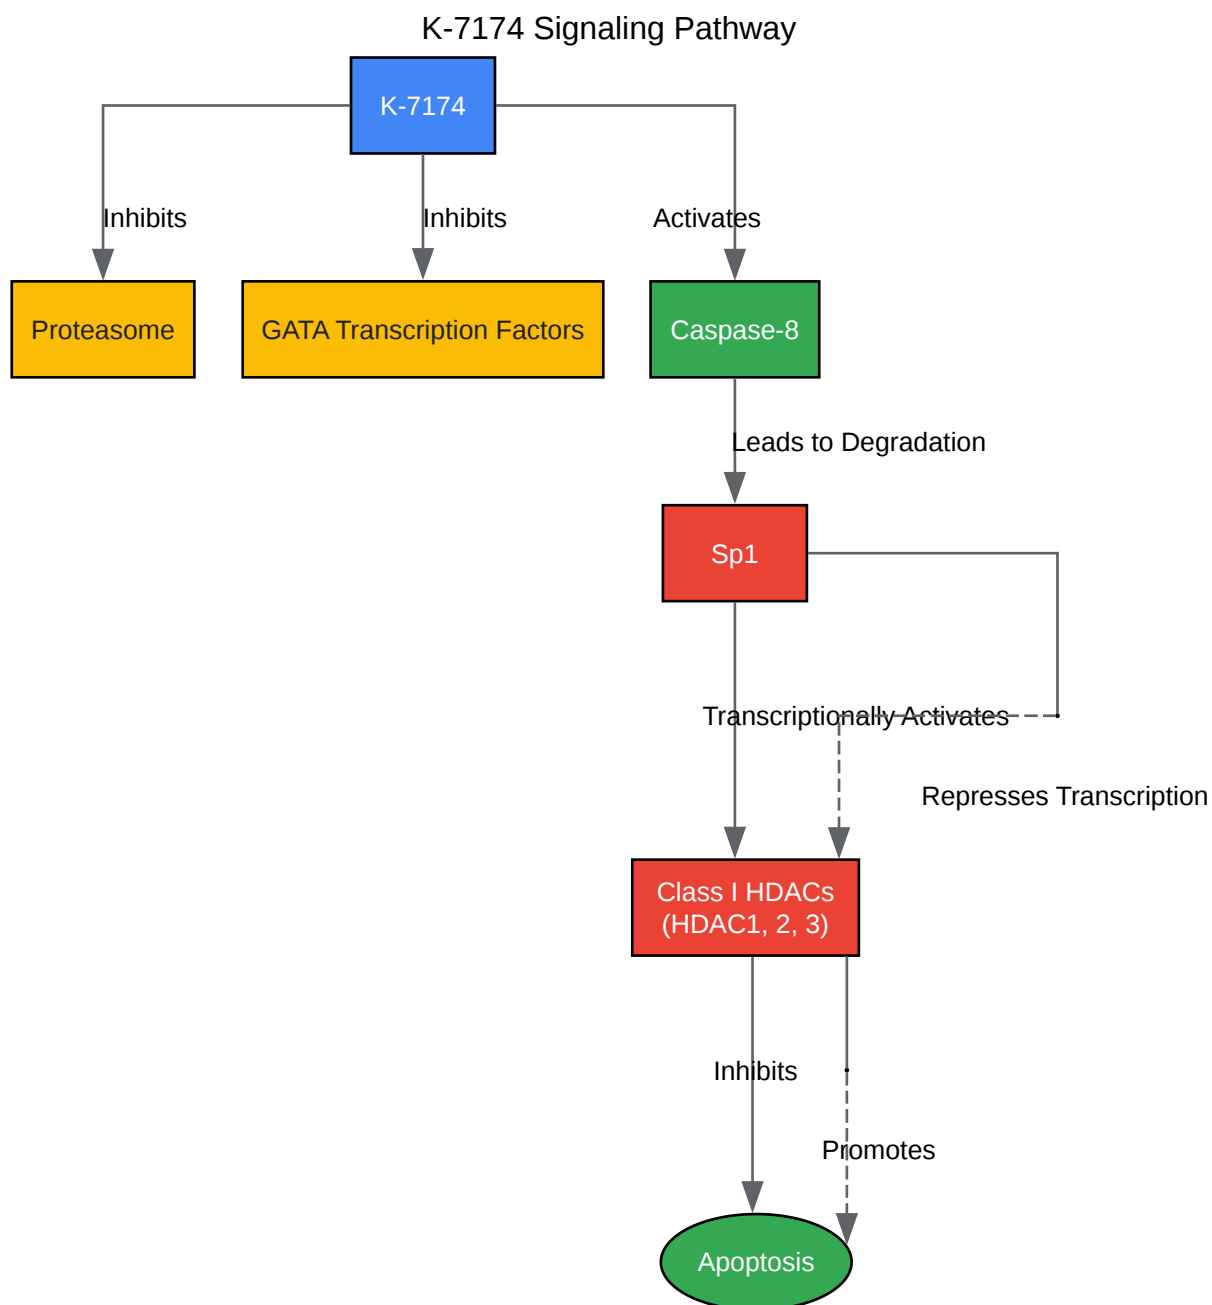 K-7174 Signaling Pathway
K-7174
Inhibits
Inhibits
Activates
Proteasome
GATA Transcription Factors
Caspase-8
Leads to Degradation
Sp1
Transcriptionally Activates
Represses Transcription
Class I HDACs
(HDAC1, 2, 3)
Inhibits
Promotes
Apoptosis